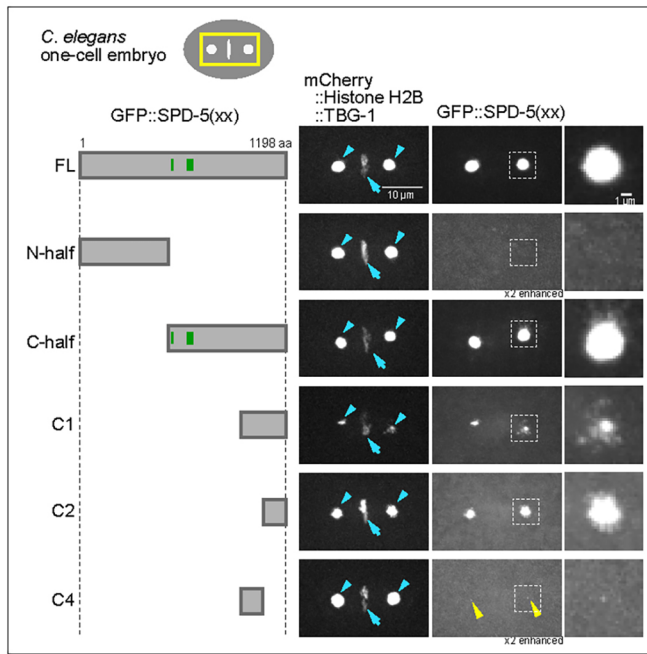 C. elegans
one-cell embryo
mCherry
::Histone H2B
::TBG-1
GFP::SPD-5(xx)
GFP::SPD-5(xx)
1
1198 aa
FL
10 µm
1 µm
N-half
x2 enhanced
C-half
C1
C2
C4
x2 enhanced